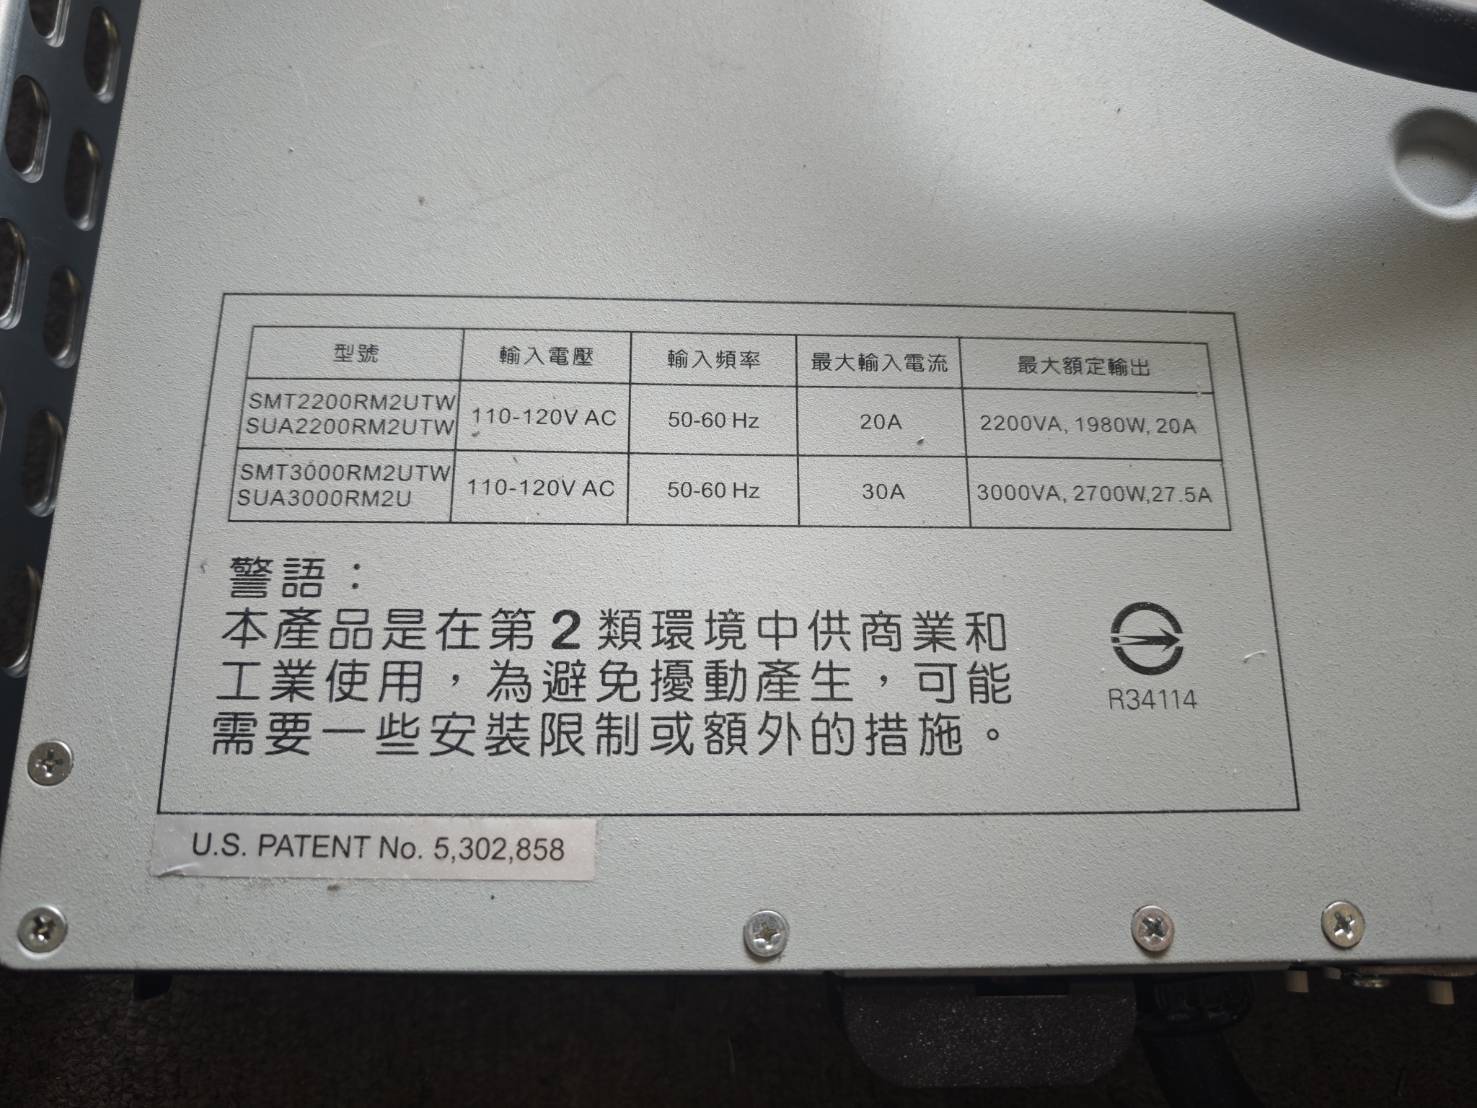 型號 輸入電壓 輸入頻率 最大輸入電流 最大額定輸出
SMT2200RM2UTW
SUA2200RM2UTW
110-120V AC 50-60 Hz 20A 2200VA, 1980W, 20A
SMT3000RM2UTW
SUA3000RM2U
110-120V AC 50-60 Hz 30A 3000VA, 2700W,27.5A
警語：
本產品是在第2類環境中供商業和
工業使用，為避免擾動產生，可能
需要一些安裝限制或額外的措施。
R34114
U.S. PATENT No. 5,302,858